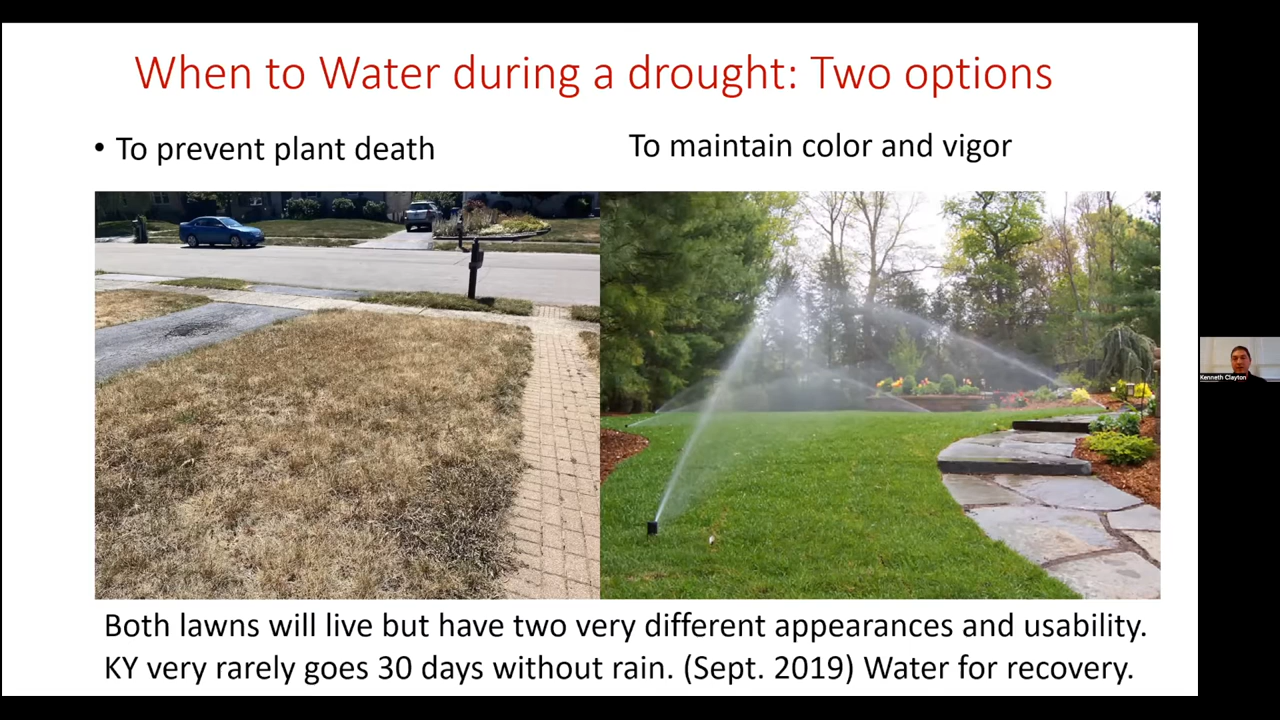 When to Water during a drought: Two options
• To prevent plant death
To maintain color and vigor
Both lawns will live but have two very different appearances and usability.
KY very rarely goes 30 days without rain. (Sept. 2019) Water for recovery.
Kenneth Clayton